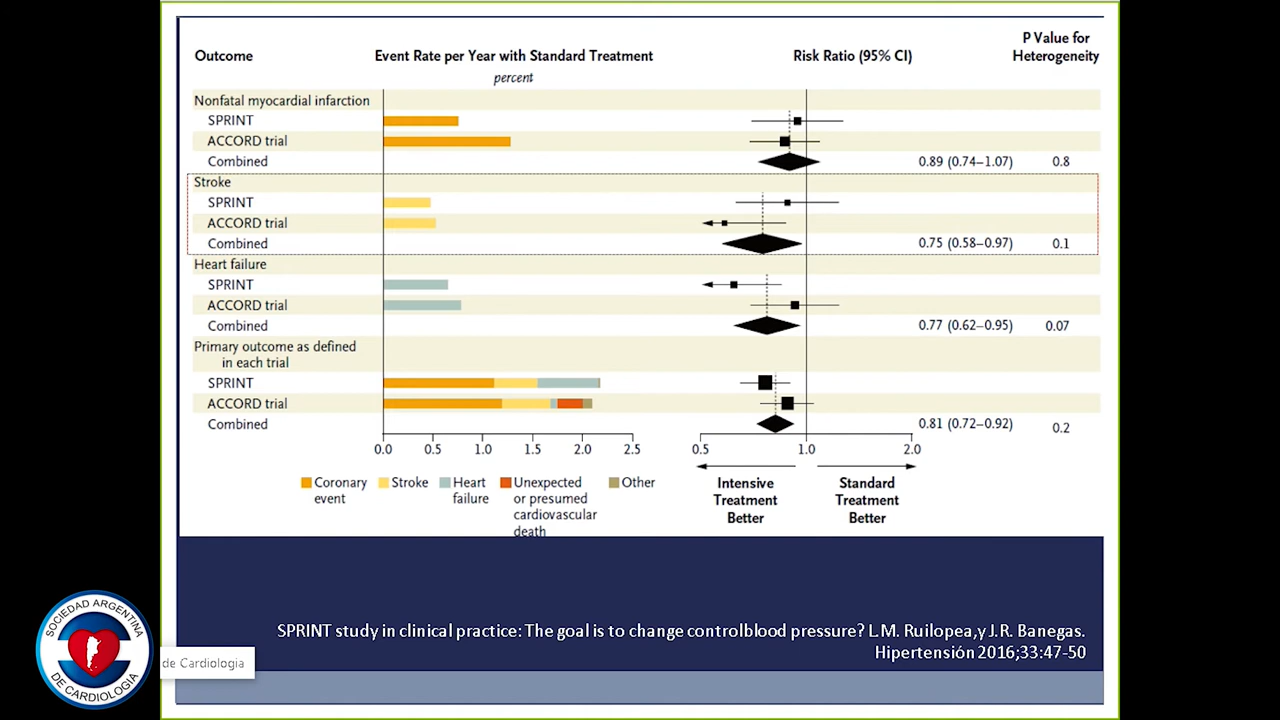 Outcome
Event Rate per Year with Standard Treatment
percent
Risk Ratio (95% CI)
P Value for
Heterogeneity
Nonfatal myocardial infarction
SPRINT
ACCORD trial
Combined 0.89 (0.74–1.07) 0.8
Stroke
SPRINT
ACCORD trial
Combined 0.75 (0.58–0.97) 0.1
Heart failure
SPRINT
ACCORD trial
Combined 0.77 (0.62–0.95) 0.07
Primary outcome as defined
in each trial
SPRINT
ACCORD trial
Combined 0.81 (0.72–0.92) 0.2
0.0 0.5 1.0 1.5 2.0 2.5 0.5 1.0 2.0
Coronary
event
Stroke
Heart
failure
Unexpected
or presumed
cardiovascular
death
Other
Intensive
Treatment
Better
Standard
Treatment
Better
SPRINT study in clinical practice: The goal is to change controlblood pressure? L.M. Ruilopea,y J.R. Banegas.
Hipertensión 2016;33:47-50
SOCIEDAD ARGENTINA
DE CARDIOLOGIA
de Cardiologia